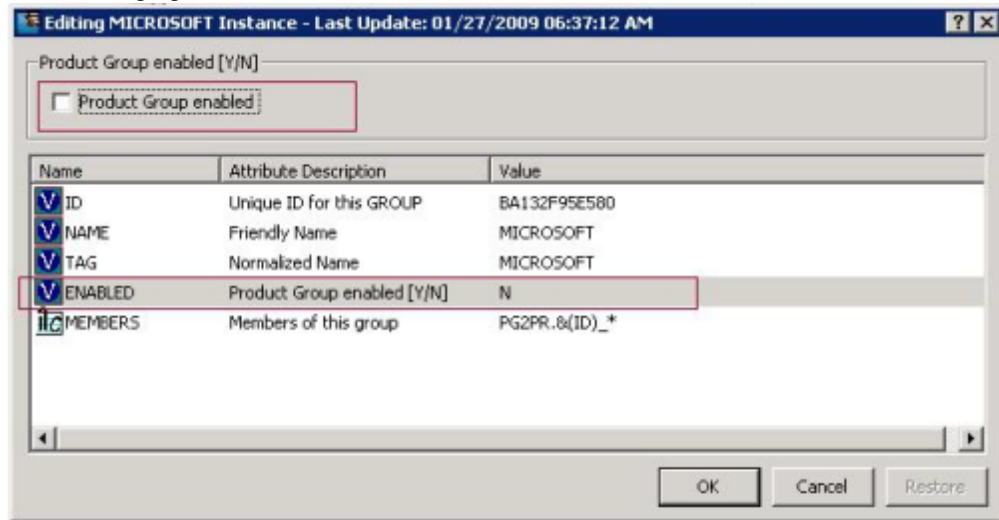 Editing MICROSOFT Instance - Last Update: 01/27/2009 06:37:12 AM
Product Group enabled [Y/N]
Product Group enabled
Name Attribute Description Value
V ID Unique ID for this GROUP BA132F95E580
V NAME Friendly Name MICROSOFT
V TAG Normalized Name MICROSOFT
V ENABLED Product Group enabled [Y/N] N
MEMBERS Members of this group PG2PR.&(ID)_*
OK Cancel Restore